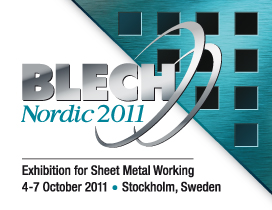 BLECH
Nordic 2011
Exhibition for Sheet Metal Working
4-7 October 2011 • Stockholm, Sweden